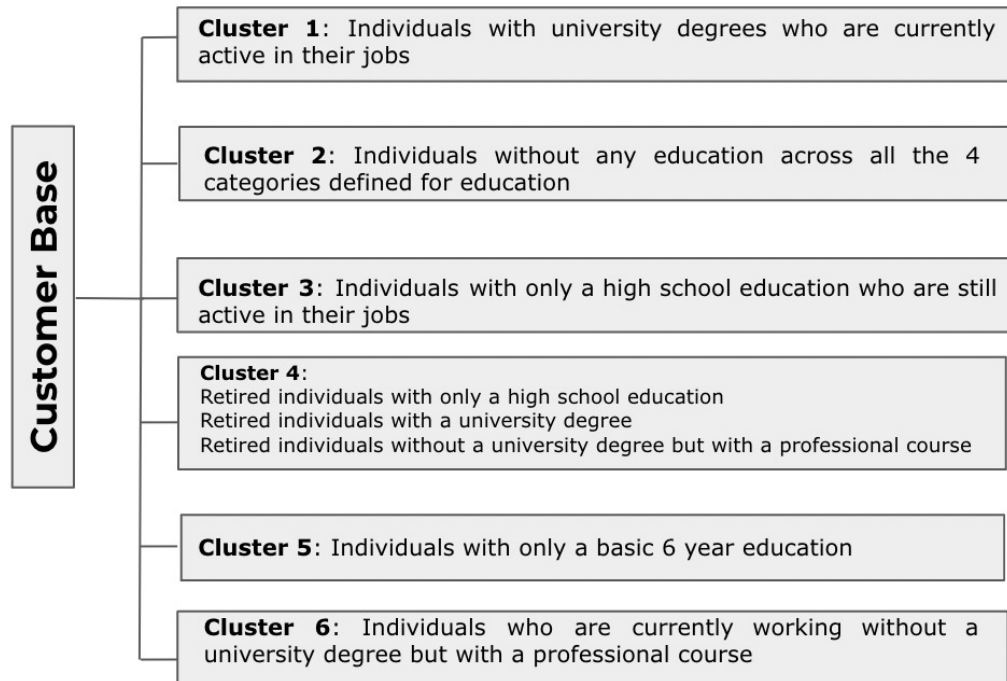 Customer Base
Cluster 1: Individuals with university degrees who are currently
active in their jobs
Cluster 2: Individuals without any education across all the 4
categories defined for education
Cluster 3: Individuals with only a high school education who are still
active in their jobs
Cluster 4:
Retired individuals with only a high school education
Retired individuals with a university degree
Retired individuals without a university degree but with a professional course
Cluster 5: Individuals with only a basic 6 year education
Cluster 6: Individuals who are currently working without a
university degree but with a professional course